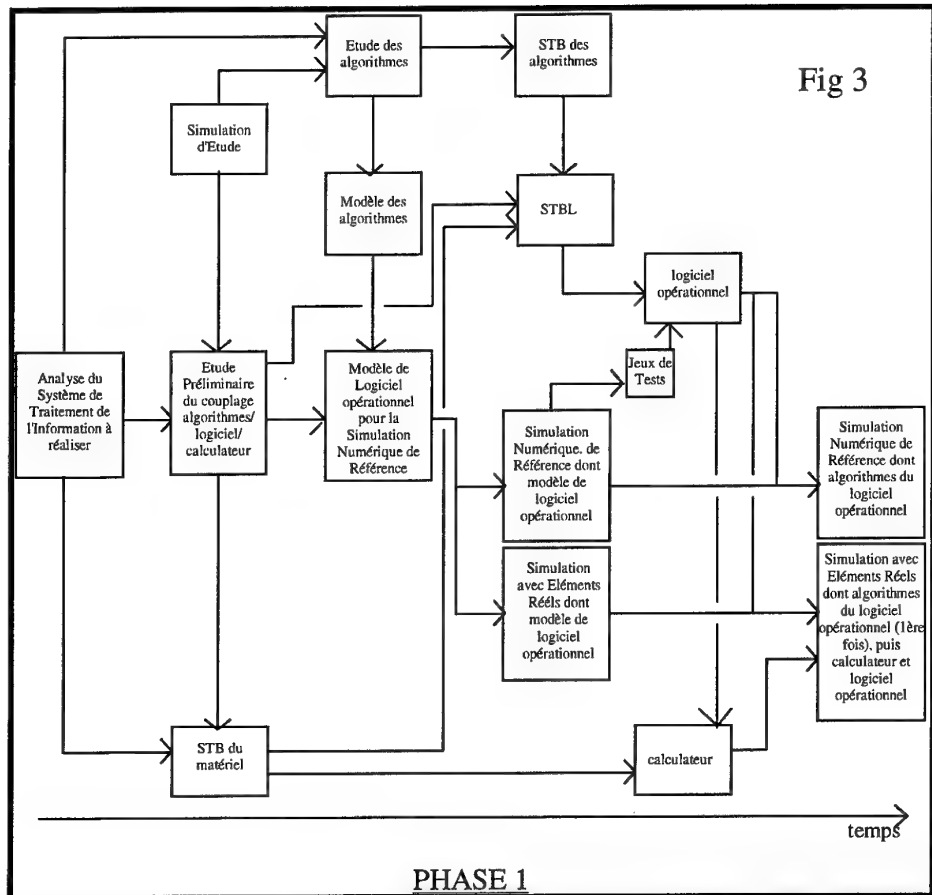 Etude des
algorithmes
STB des
algorithmes
Fig 3
Simulation
d'Etude
Modèle des
algorithmes
STBL
logiciel
opérationnel
Jeux de
Tests
Analyse du
Système de
Traitement de
l'Information à
réaliser
Etude
Préliminaire
du couplage
algorithmes/
logiciel/
calculateur
Modèle de
Logiciel
opérationnel
pour la
Simulation
Numérique de
Référence
Simulation
Numérique. de
Référence dont
modèle de
logiciel
opérationnel
Simulation
Numérique de
Référence dont
algorithmes du
logiciel
opérationnel
Simulation
avec Eléments
Réels dont
modèle de
logiciel
opérationnel
Simulation avec
Eléments Réels
dont algorithmes
du logiciel
opérationnel (1ère
fois), puis
calculateur et
logiciel
opérationnel
STB du
matériel
calculateur
temps
PHASE 1